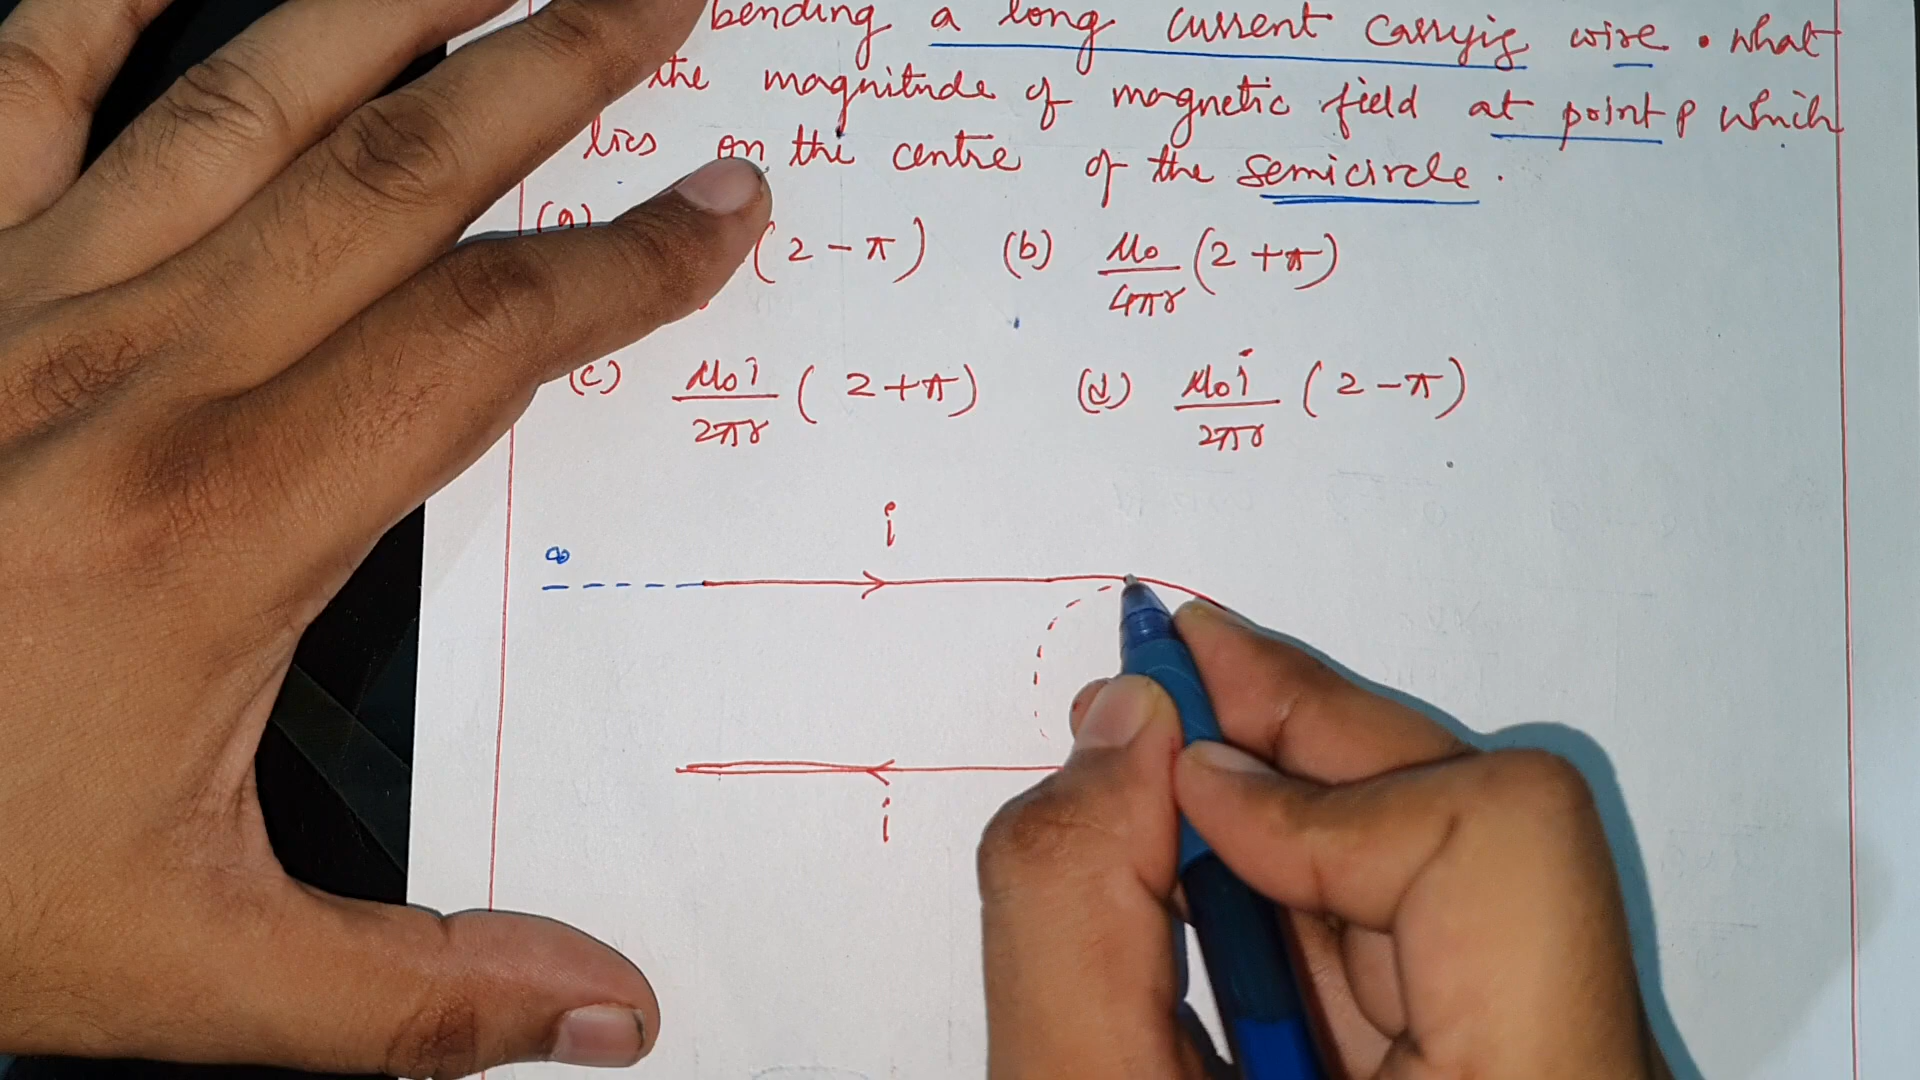 bending a long current carryig wire. what
the magnitude of magnetic field at point p which
lies on the centre of the semicircle.
(a) (2-π) (b) μ₀/4πr (2+π)
(c) μ₀i/2πr (2+π) (d) μ₀i/2πr (2-π)
i
∞
i